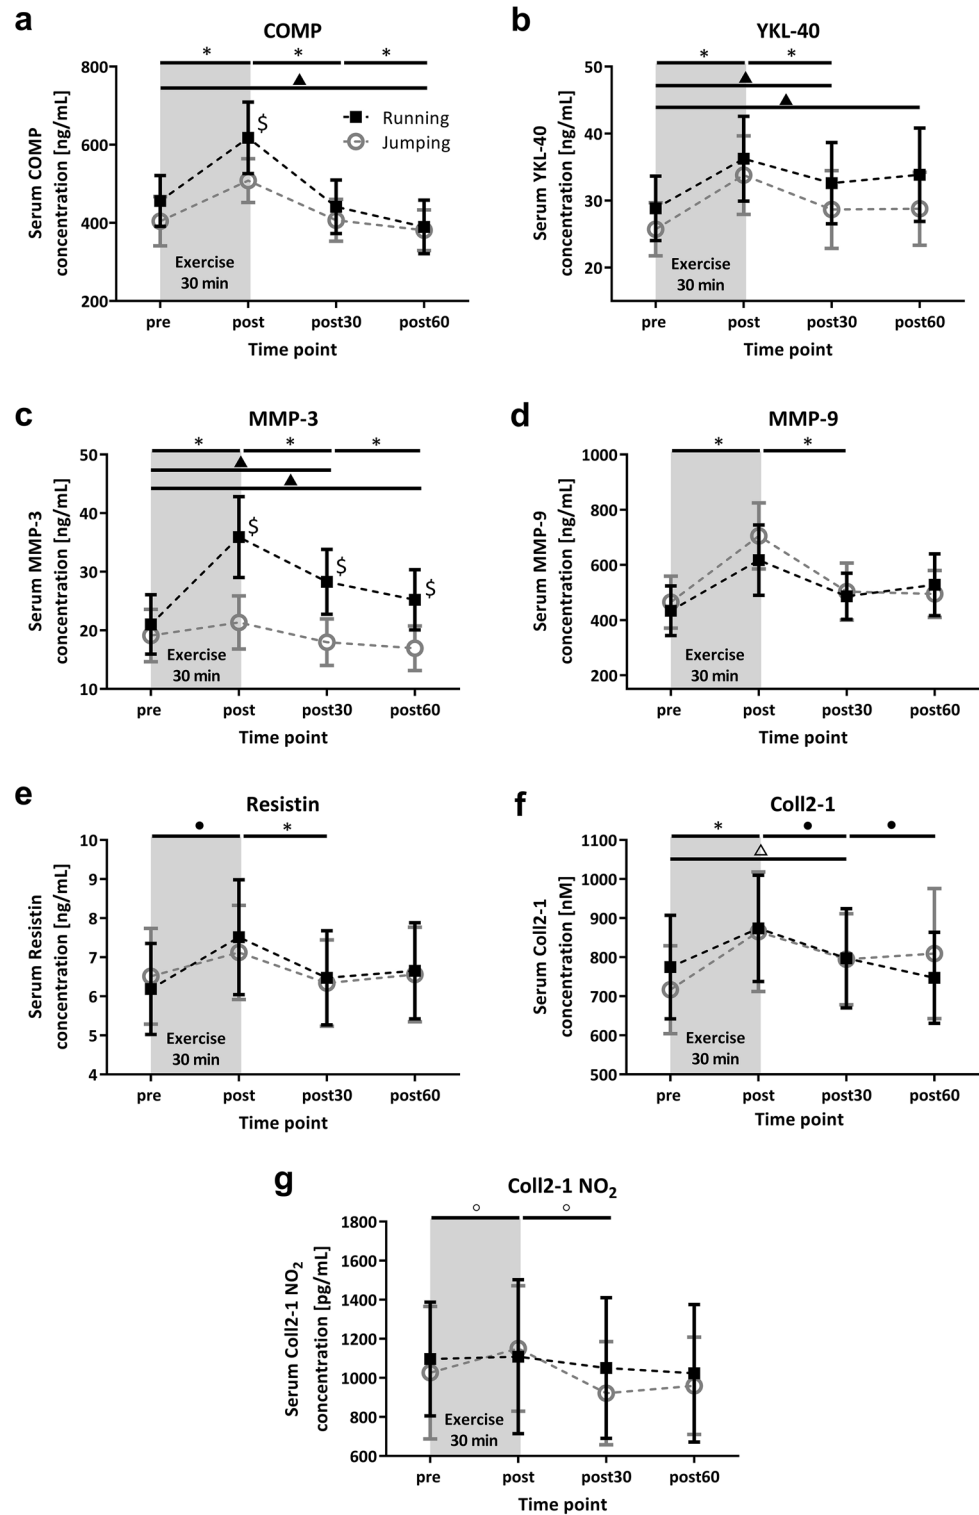 a
COMP
* * *
▲
800
600
400
200
Serum COMP
concentration [ng/mL]
$
Running
Jumping
Exercise
30 min
pre post post30 post60
Time point
b
YKL-40
* *
▲
▲
50
40
30
20
Serum YKL-40
concentration [ng/mL]
Exercise
30 min
pre post post30 post60
Time point
c
MMP-3
* * *
▲
▲
50
40
30
20
10
Serum MMP-3
concentration [ng/mL]
$
$
$
Exercise
30 min
pre post post30 post60
Time point
d
MMP-9
* *
1000
800
600
400
200
Serum MMP-9
concentration [ng/mL]
Exercise
30 min
pre post post30 post60
Time point
e
Resistin
● *
10
9
8
7
6
5
4
Serum Resistin
concentration [ng/mL]
Exercise
30 min
pre post post30 post60
Time point
f
Coll2-1
* ● ●
△
1100
1000
900
800
700
600
500
Serum Coll2-1
concentration [nM]
Exercise
30 min
pre post post30 post60
Time point
g
Coll2-1 NO₂
○ ○
1800
1600
1400
1200
1000
800
600
Serum Coll2-1 NO₂
concentration [pg/mL]
Exercise
30 min
pre post post30 post60
Time point